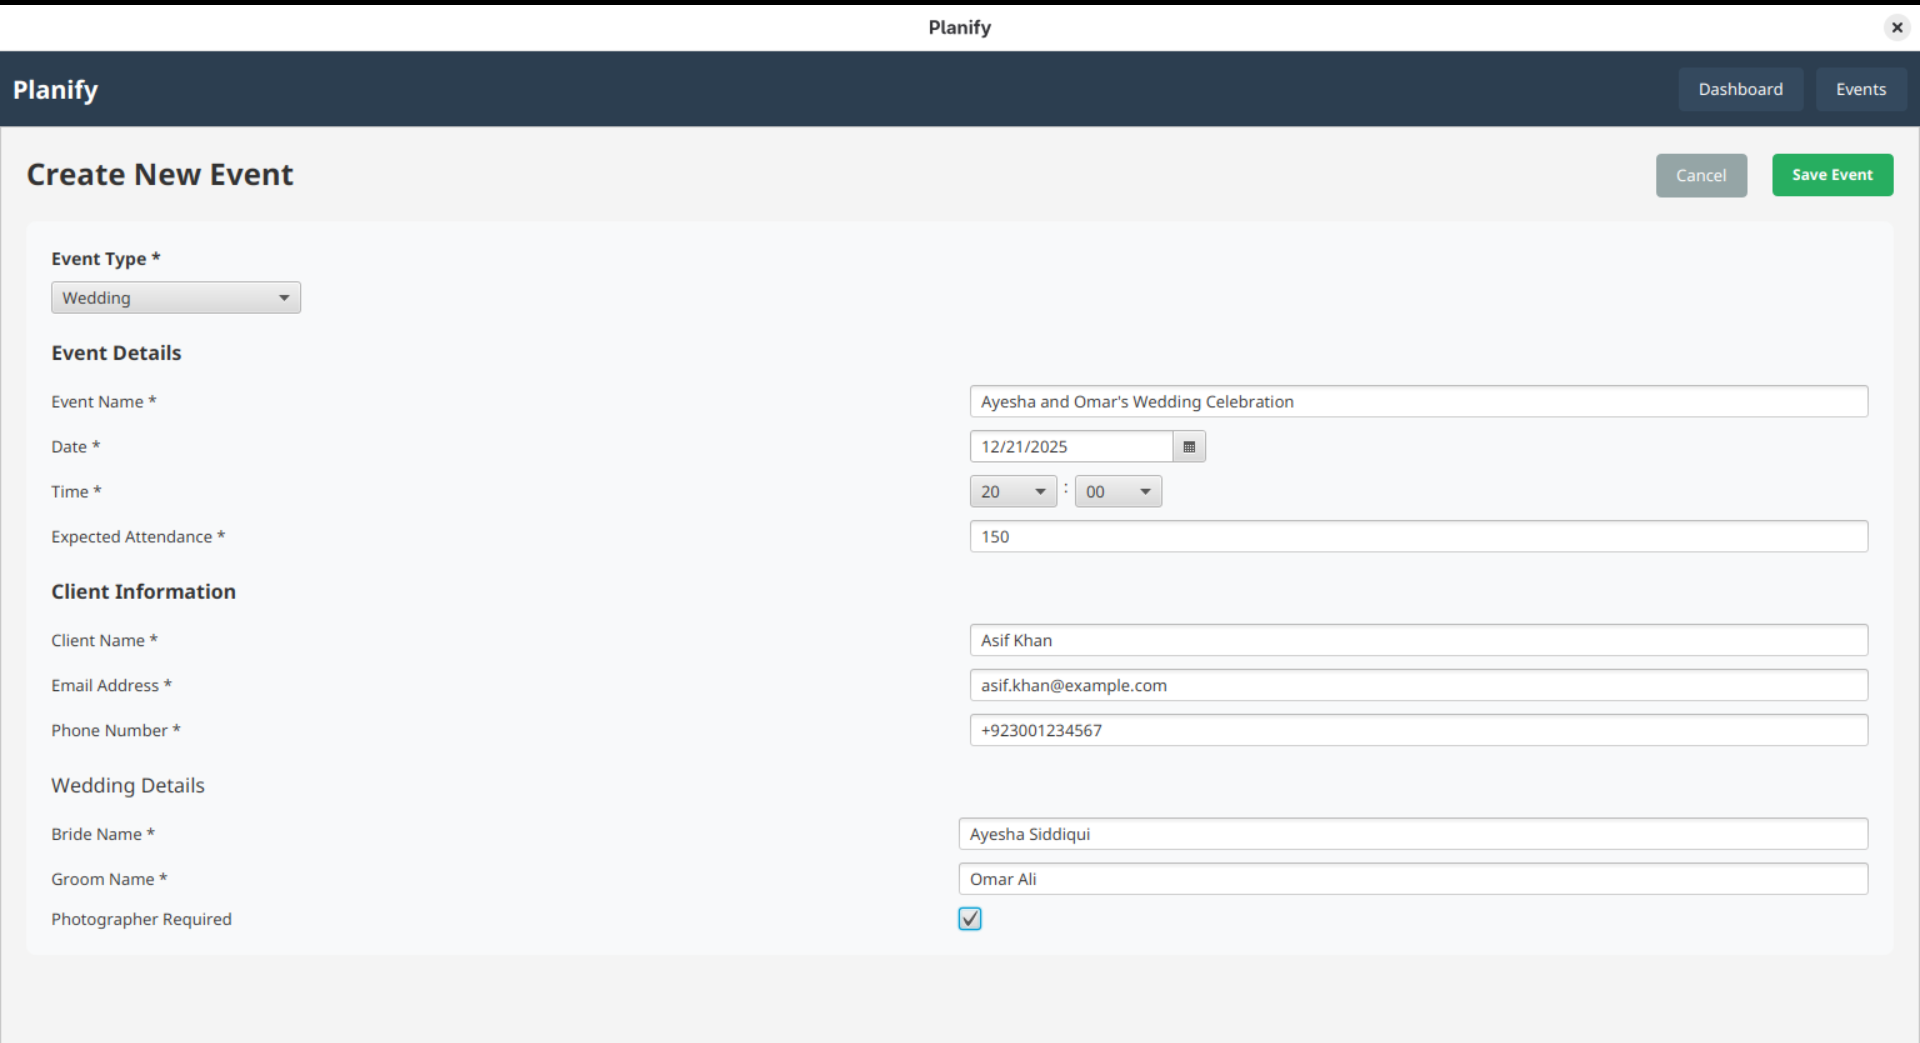 Planify
Planify Dashboard Events
Create New Event Cancel Save Event
Event Type *
Wedding
Event Details
Event Name * Ayesha and Omar's Wedding Celebration
Date * 12/21/2025
Time * 20 : 00
Expected Attendance * 150
Client Information
Client Name * Asif Khan
Email Address * asif.khan@example.com
Phone Number * +923001234567
Wedding Details
Bride Name * Ayesha Siddiqui
Groom Name * Omar Ali
Photographer Required